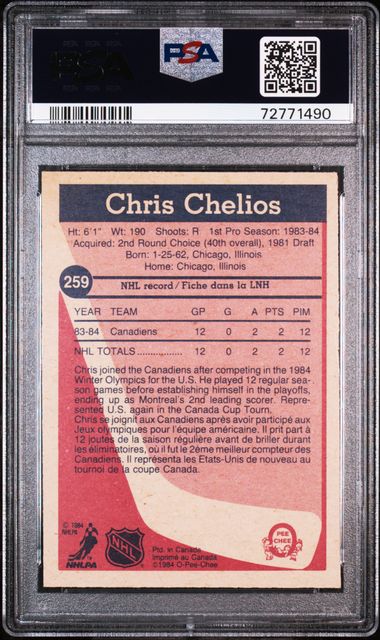 PSA
PSA
72771490
Chris Chelios
Ht: 6'1" Wt: 190 Shoots: R 1st Pro Season: 1983-84
Acquired: 2nd Round Choice (40th overall), 1981 Draft
Born: 1-25-62, Chicago, Illinois
Home: Chicago, Illinois
259 NHL record/Fiche dans la LNH
YEAR TEAM GP G A PTS PIM
83-84 Canadiens 12 0 2 2 12
NHL TOTALS.................. 12 0 2 2 12
Chris joined the Canadiens after competing in the 1984
Winter Olympics for the U.S. He played 12 regular sea-
son games before establishing himself in the playoffs,
ending up as Montreal's 2nd leading scorer. Repre-
sented U.S. again in the Canada Cup Tourn.
Chris se joignit aux Canadiens après avoir participé aux
Jeux olympiques pour l'équipe américaine. Il prit part à
12 joutes de la saison régulière avant de briller durant
les éliminatoires, où il fut le 2ème meilleur compteur des
Canadiens. Il représenta les Etats-Unis de nouveau au
tournoi de la coupe Canada.
© 1984
NHLPA
NHLPA
NHL
Ptd. in Canada
Imprimé au Canada
© 1984 O-Pee-Chee
O
PEE
CHEE